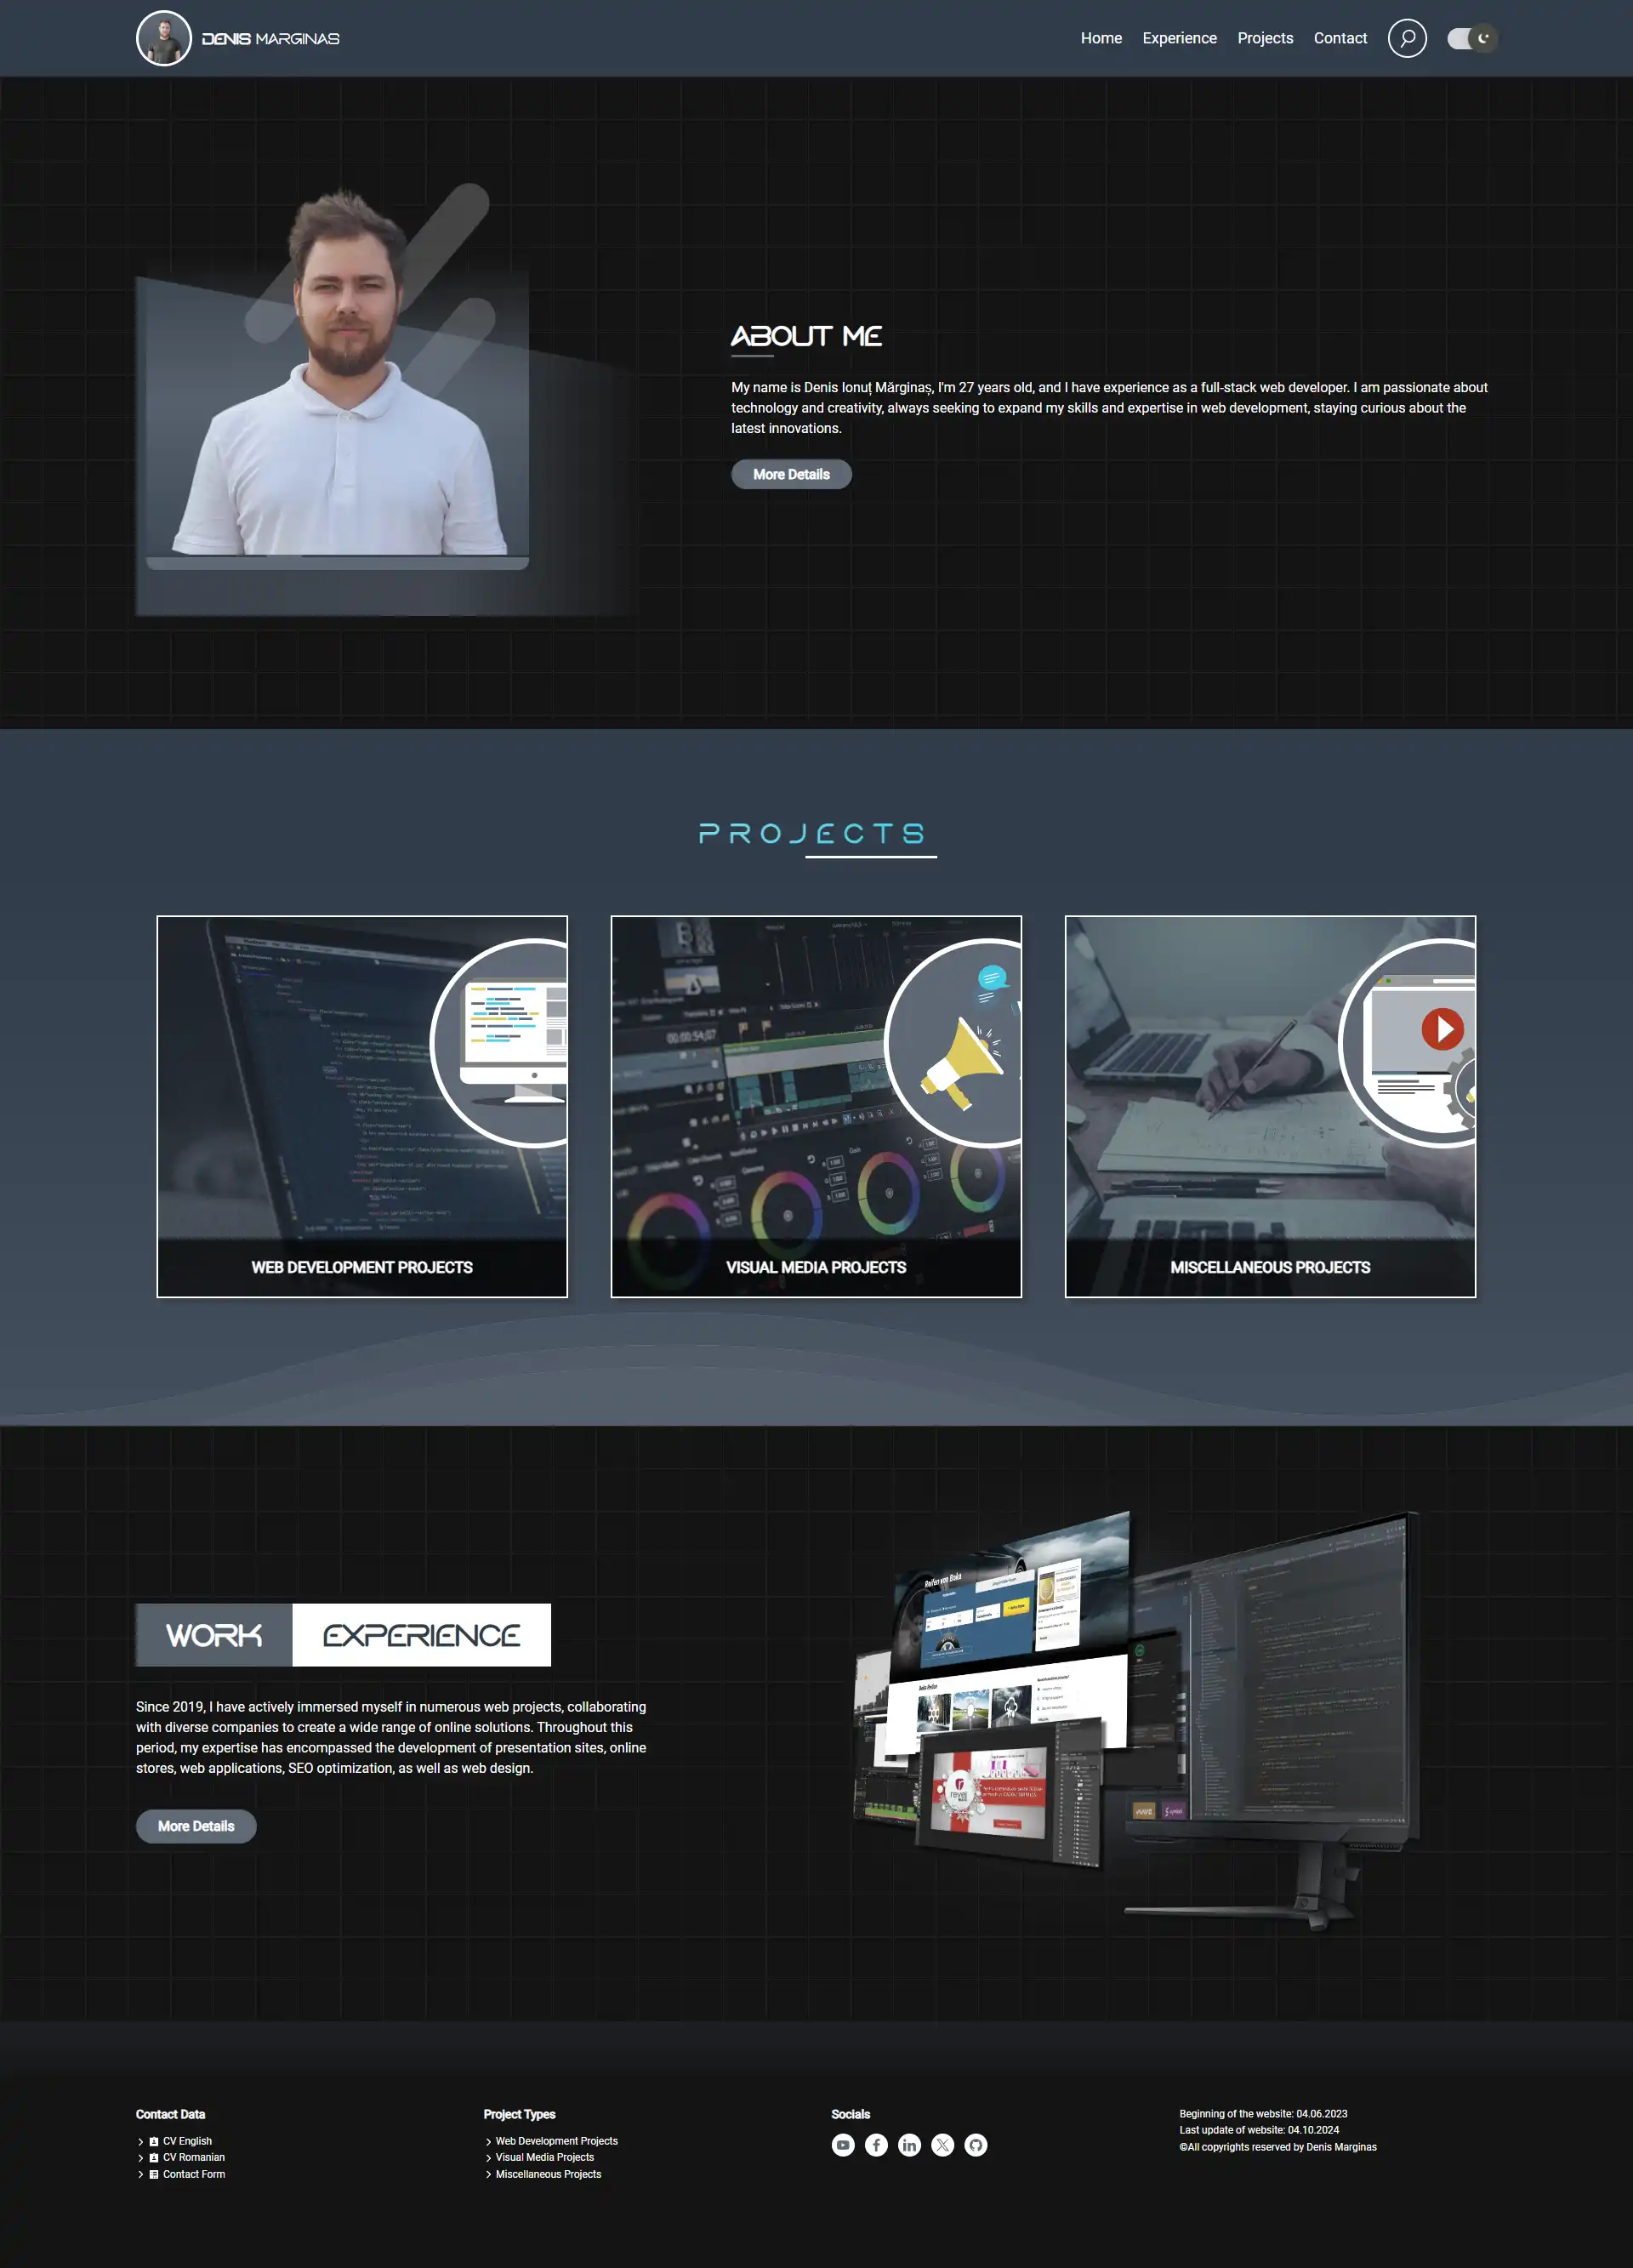 DENIS MARGINAS
Home Experience Projects Contact
ABOUT ME
My name is Denis Ionuț Mărginaș, I'm 27 years old, and I have experience as a full-stack web developer. I am passionate about
technology and creativity, always seeking to expand my skills and expertise in web development, staying curious about the
latest innovations.
More Details
PROJECTS
00:00:54;07
WEB DEVELOPMENT PROJECTS
VISUAL MEDIA PROJECTS
MISCELLANEOUS PROJECTS
Reifen von Boka
WORK EXPERIENCE
Since 2019, I have actively immersed myself in numerous web projects, collaborating
with diverse companies to create a wide range of online solutions. Throughout this
period, my expertise has encompassed the development of presentation sites, online
stores, web applications, SEO optimization, as well as web design.
More Details
Contact Data
CV English
CV Romanian
Contact Form
Project Types
Web Development Projects
Visual Media Projects
Miscellaneous Projects
Socials
Beginning of the website: 04.06.2023
Last update of website: 04.10.2024
©All copyrights reserved by Denis Marginas